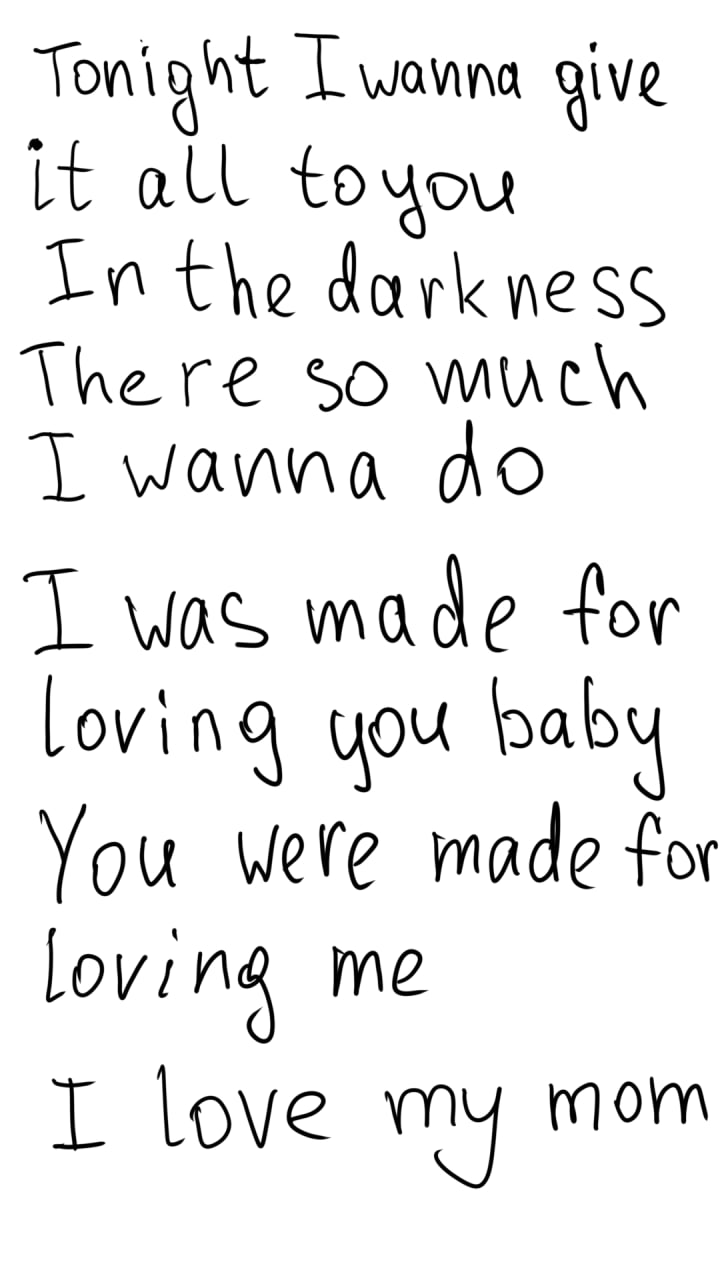 Tonight I wanna give
it all to you
In the darkness
There so much
I wanna do
I was made for
loving you baby
You were made for
loving me
I love my mom